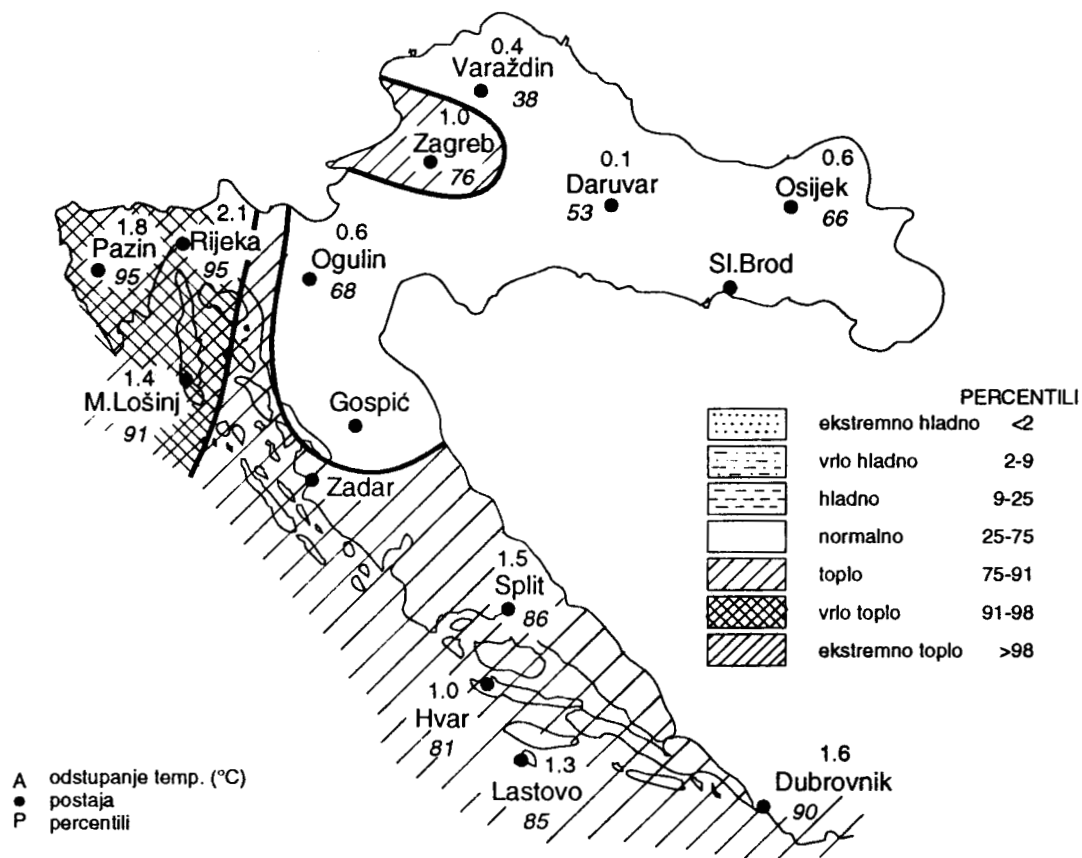 0.4
Varaždin
38
1.0
Zagreb
76
0.1
Daruvar
53
0.6
Osijek
66
1.8
Pazin
95
2.1
Rijeka
95
0.6
Ogulin
68
Sl.Brod
1.4
M.Lošinj
91
Gospić
Zadar
1.5
Split
86
1.0
Hvar
81
1.3
Lastovo
85
1.6
Dubrovnik
90
PERCENTILI
ekstremno hladno <2
vrlo hladno 2-9
hladno 9-25
normalno 25-75
toplo 75-91
vrlo toplo 91-98
ekstremno toplo >98
A odstupanje temp. (°C)
● postaja
P percentili